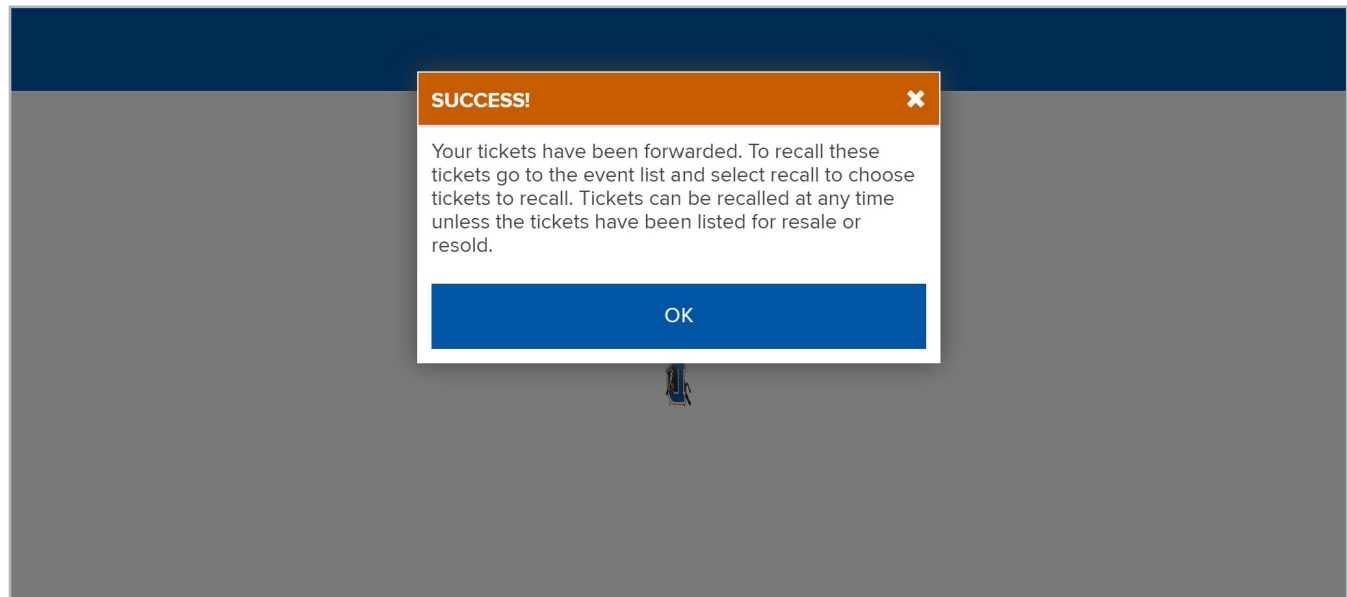 SUCCESS!
Your tickets have been forwarded. To recall these
tickets go to the event list and select recall to choose
tickets to recall. Tickets can be recalled at any time
unless the tickets have been listed for resale or
resold.
OK